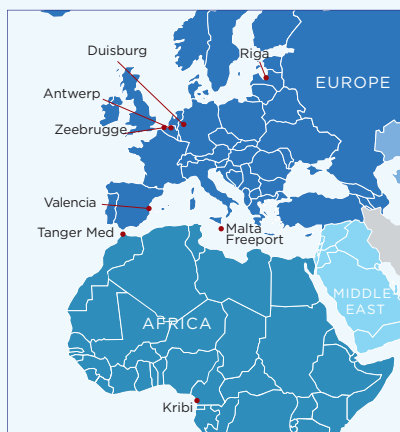 Duisburg
Riga
EUROPE
Antwerp
Zeebrugge
Valencia
Tanger Med
Malta
Freeport
MIDDLE
EAST
AFRICA
Kribi